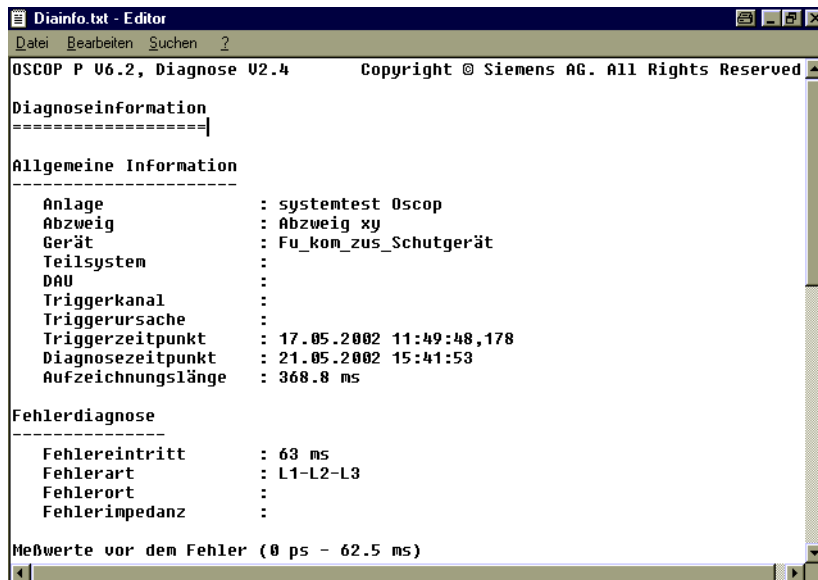 Diainfo.txt - Editor
Datei Bearbeiten Suchen ?
OSCOP P V6.2, Diagnose V2.4 Copyright © Siemens AG. All Rights Reserved
Diagnoseinformation
===================
Allgemeine Information
----------------------
Anlage : systemtest Oscop
Abzweig : Abzweig xy
Gerät : Fu_kom_zus_Schutgerät
Teilsystem :
DAU :
Triggerkanal :
Triggerursache :
Triggerzeitpunkt : 17.05.2002 11:49:48,178
Diagnosezeitpunkt : 21.05.2002 15:41:53
Aufzeichnungslänge : 368.8 ms
Fehlerdiagnose
---------------
Fehlereintritt : 63 ms
Fehlerart : L1-L2-L3
Fehlerort :
Fehlerimpedanz :
Meßwerte vor dem Fehler (0 ps - 62.5 ms)